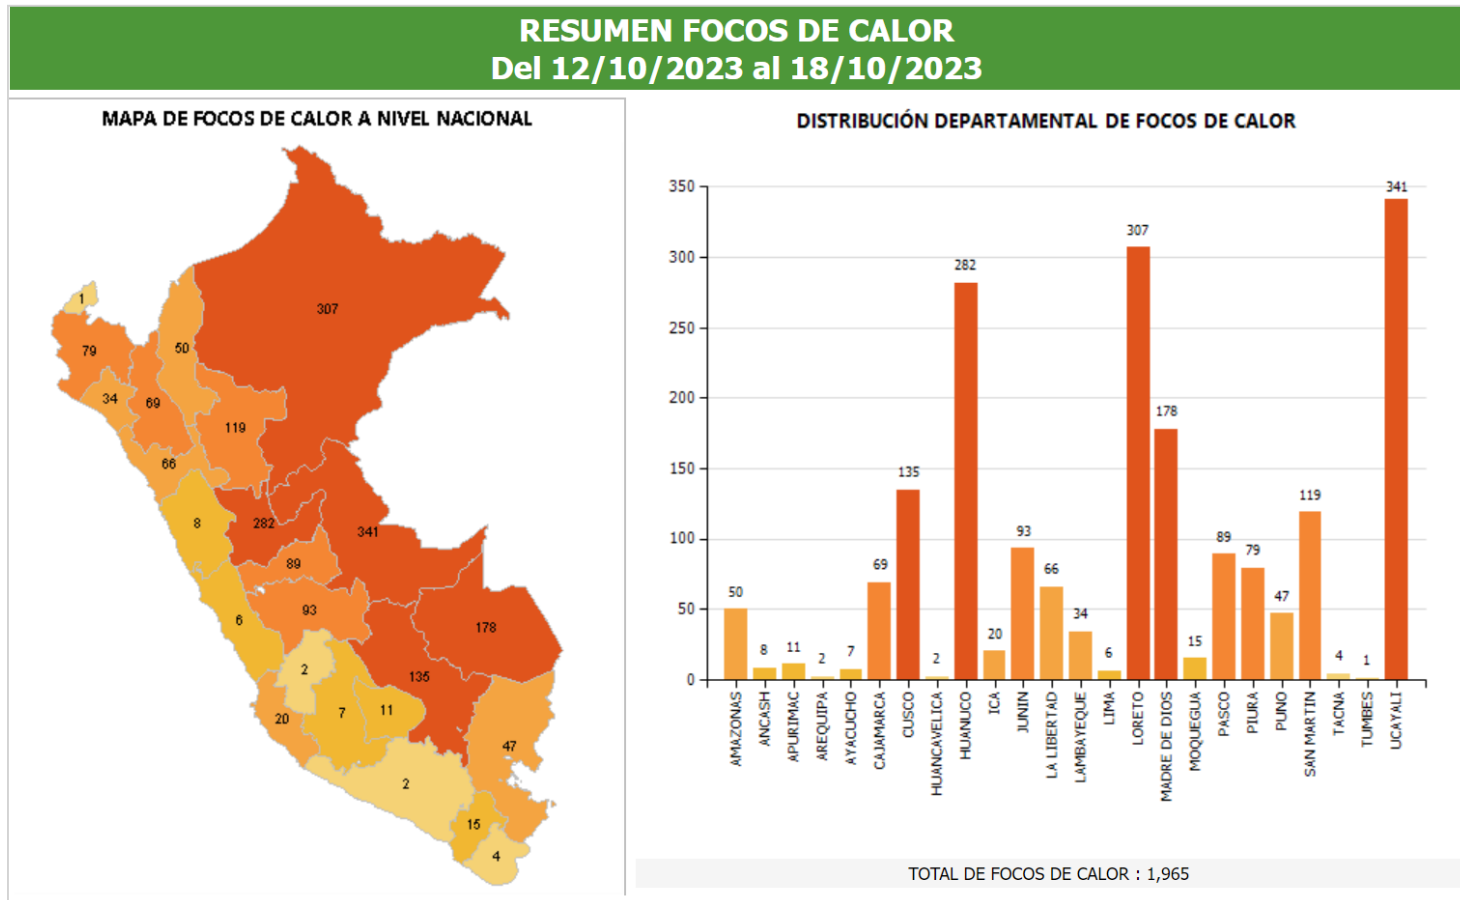 RESUMEN FOCOS DE CALOR
Del 12/10/2023 al 18/10/2023
MAPA DE FOCOS DE CALOR A NIVEL NACIONAL
307
1
79
50
34
69
119
66
8
282
341
89
93
6
178
2
135
20
7
11
47
2
15
4
DISTRIBUCIÓN DEPARTAMENTAL DE FOCOS DE CALOR
350
300
250
200
150
100
50
0
50
8
11
2
7
69
135
2
282
20
93
66
34
6
307
178
15
89
79
47
119
4
1
341
AMAZONAS
ANCASH
APURIMAC
AREQUIPA
AYACUCHO
CAJAMARCA
CUSCO
HUANCAVELICA
HUANUCO
ICA
JUNIN
LA LIBERTAD
LAMBAYEQUE
LIMA
LORETO
MADRE DE DIOS
MOQUEGUA
PASCO
PIURA
PUNO
SAN MARTIN
TACNA
TUMBES
UCAYALI
TOTAL DE FOCOS DE CALOR : 1,965